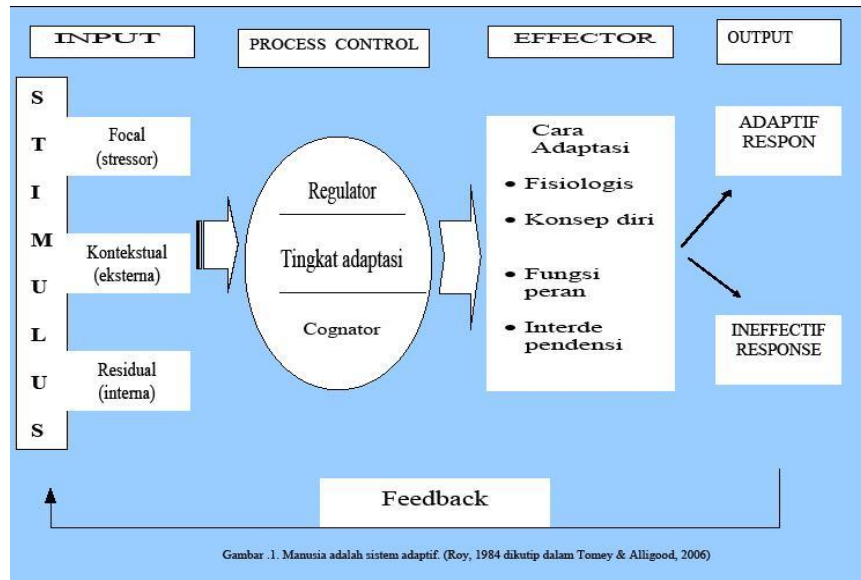 INPUT
PROCESS CONTROL
EFFECTOR
OUTPUT
STIMULUS
Focal
(stressor)
Kontekstual
(eksterna)
Residual
(interna)
Regulator
Tingkat adaptasi
Cognator
Cara
Adaptasi
• Fisiologis
• Konsep diri
• Fungsi
peran
• Interde
pendensi
ADAPTIF
RESPON
INEFFECTIF
RESPONSE
Feedback
Gambar .1. Manusia adalah sistem adaptif. (Roy, 1984 dikutip dalam Tomey & Alligood, 2006)